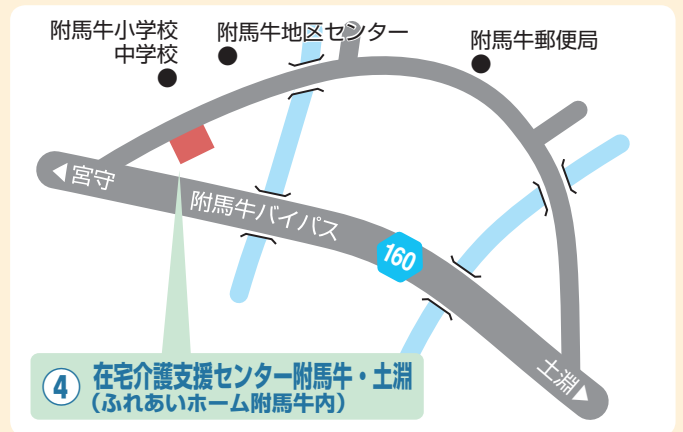 附馬牛小学校
中学校
附馬牛地区センター
附馬牛郵便局
◀宮守
附馬牛バイパス
160
土淵▶
④ 在宅介護支援センター附馬牛・土淵
（ふれあいホーム附馬牛内）